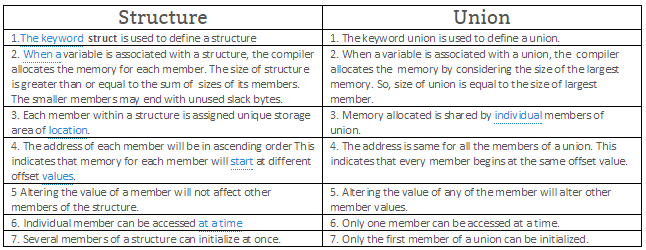 Structure
Union
1.The keyword struct is used to define a structure
1. The keyword union is used to define a union.
2. When a variable is associated with a structure, the compiler
allocates the memory for each member. The size of structure
is greater than or equal to the sum of sizes of its members.
The smaller members may end with unused slack bytes.
2. When a variable is associated with a union, the compiler
allocates the memory by considering the size of the largest
memory. So, size of union is equal to the size of largest
member.
3. Each member within a structure is assigned unique storage
area of location.
3. Memory allocated is shared by individual members of
union.
4. The address of each member will be in ascending order This
indicates that memory for each member will start at different
offset values.
4. The address is same for all the members of a union. This
indicates that every member begins at the same offset value.
5 Altering the value of a member will not affect other
members of the structure.
5. Altering the value of any of the member will alter other
member values.
6. Individual member can be accessed at a time
6. Only one member can be accessed at a time.
7. Several members of a structure can initialize at once.
7. Only the first member of a union can be initialized.